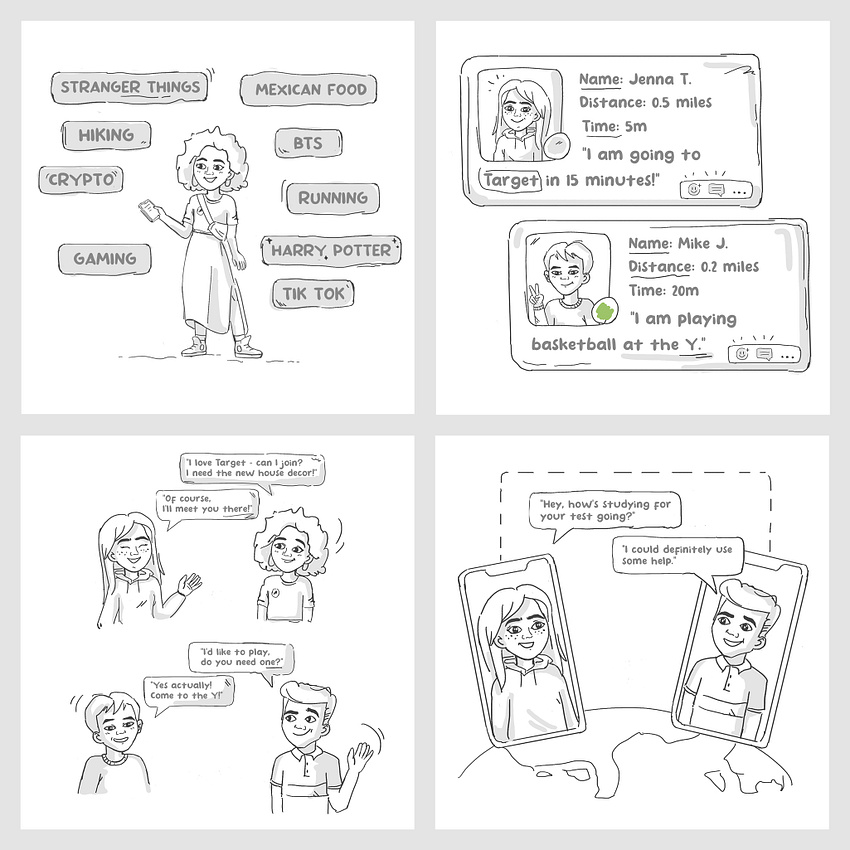 STRANGER THINGS
MEXICAN FOOD
HIKING
BTS
CRYPTO
RUNNING
GAMING
HARRY POTTER
TIK TOK
Name: Jenna T.
Distance: 0.5 miles
Time: 5m
"I am going to
Target in 15 minutes!"
Name: Mike J.
Distance: 0.2 miles
Time: 20m
"I am playing
basketball at the Y."
"I love Target - can I join?
I need the new house decor!"
"Of course,
I'll meet you there!"
"I'd like to play,
do you need one?"
"Yes actually!
Come to the Y!"
"Hey, how's studying for
your test going?"
"I could definitely use
some help."